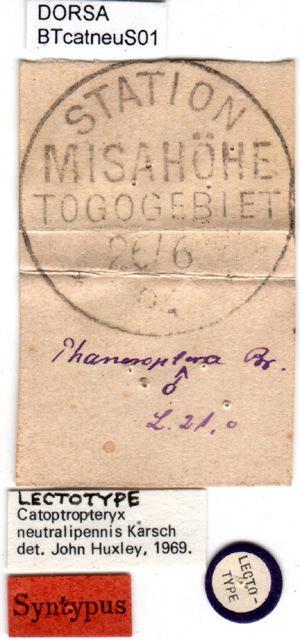 DORSA
BTcatneuS01
STATION
MISAHÖHE
TOGOGEBIET
26/6
Phaneroptera Br.
♂
L. 21,0
LECTOTYPE
Catoptropteryx
neutralipennis Karsch
det. John Huxley, 1969.
Syntypus
LECTO-
TYPE